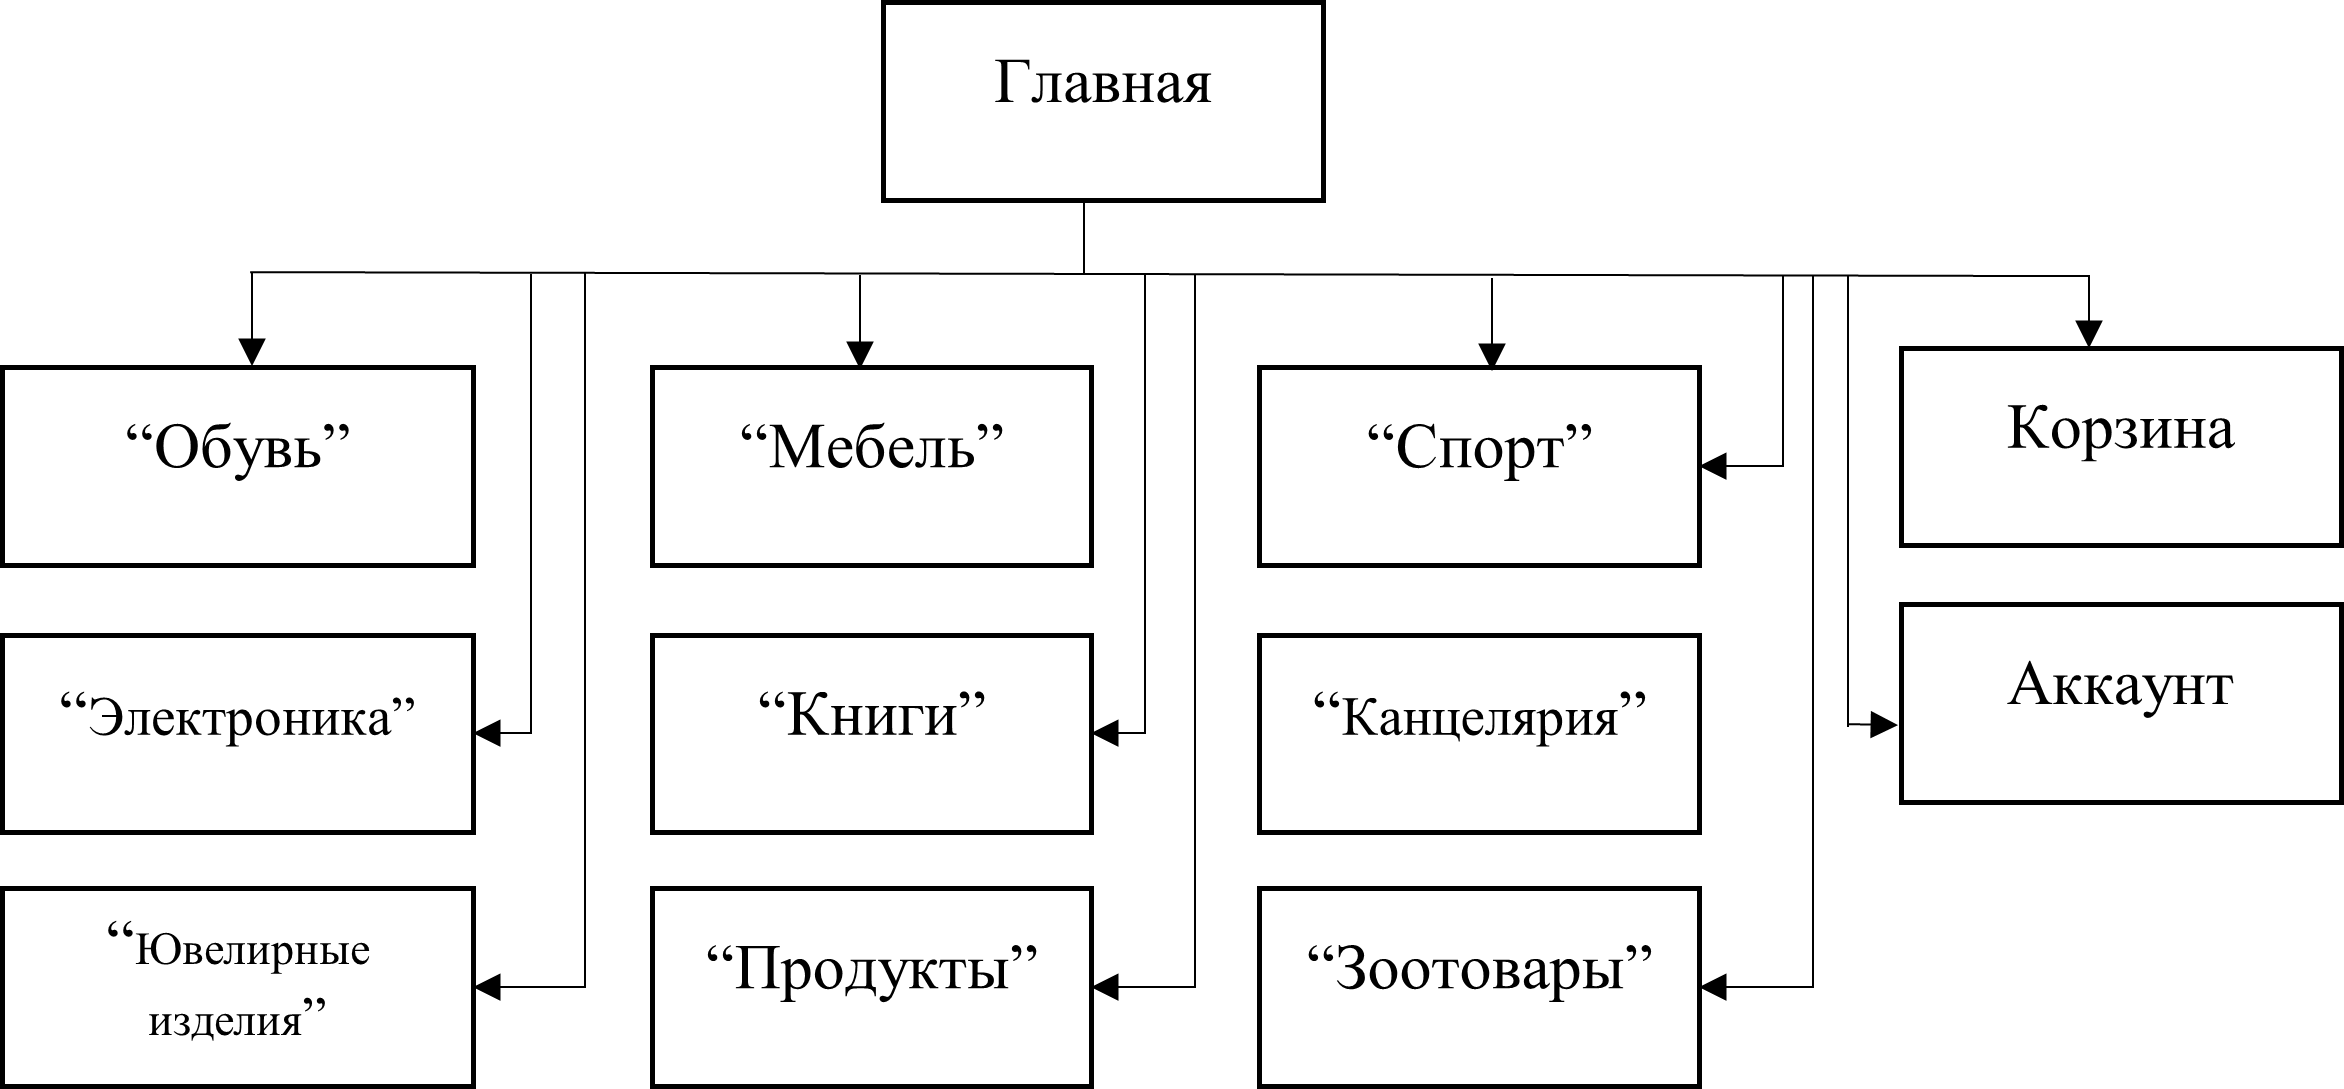 Главная
“Обувь”
“Мебель”
“Спорт”
Корзина
“Электроника”
“Книги”
“Канцелярия”
Аккаунт
“Ювелирные
изделия”
“Продукты”
“Зоотовары”